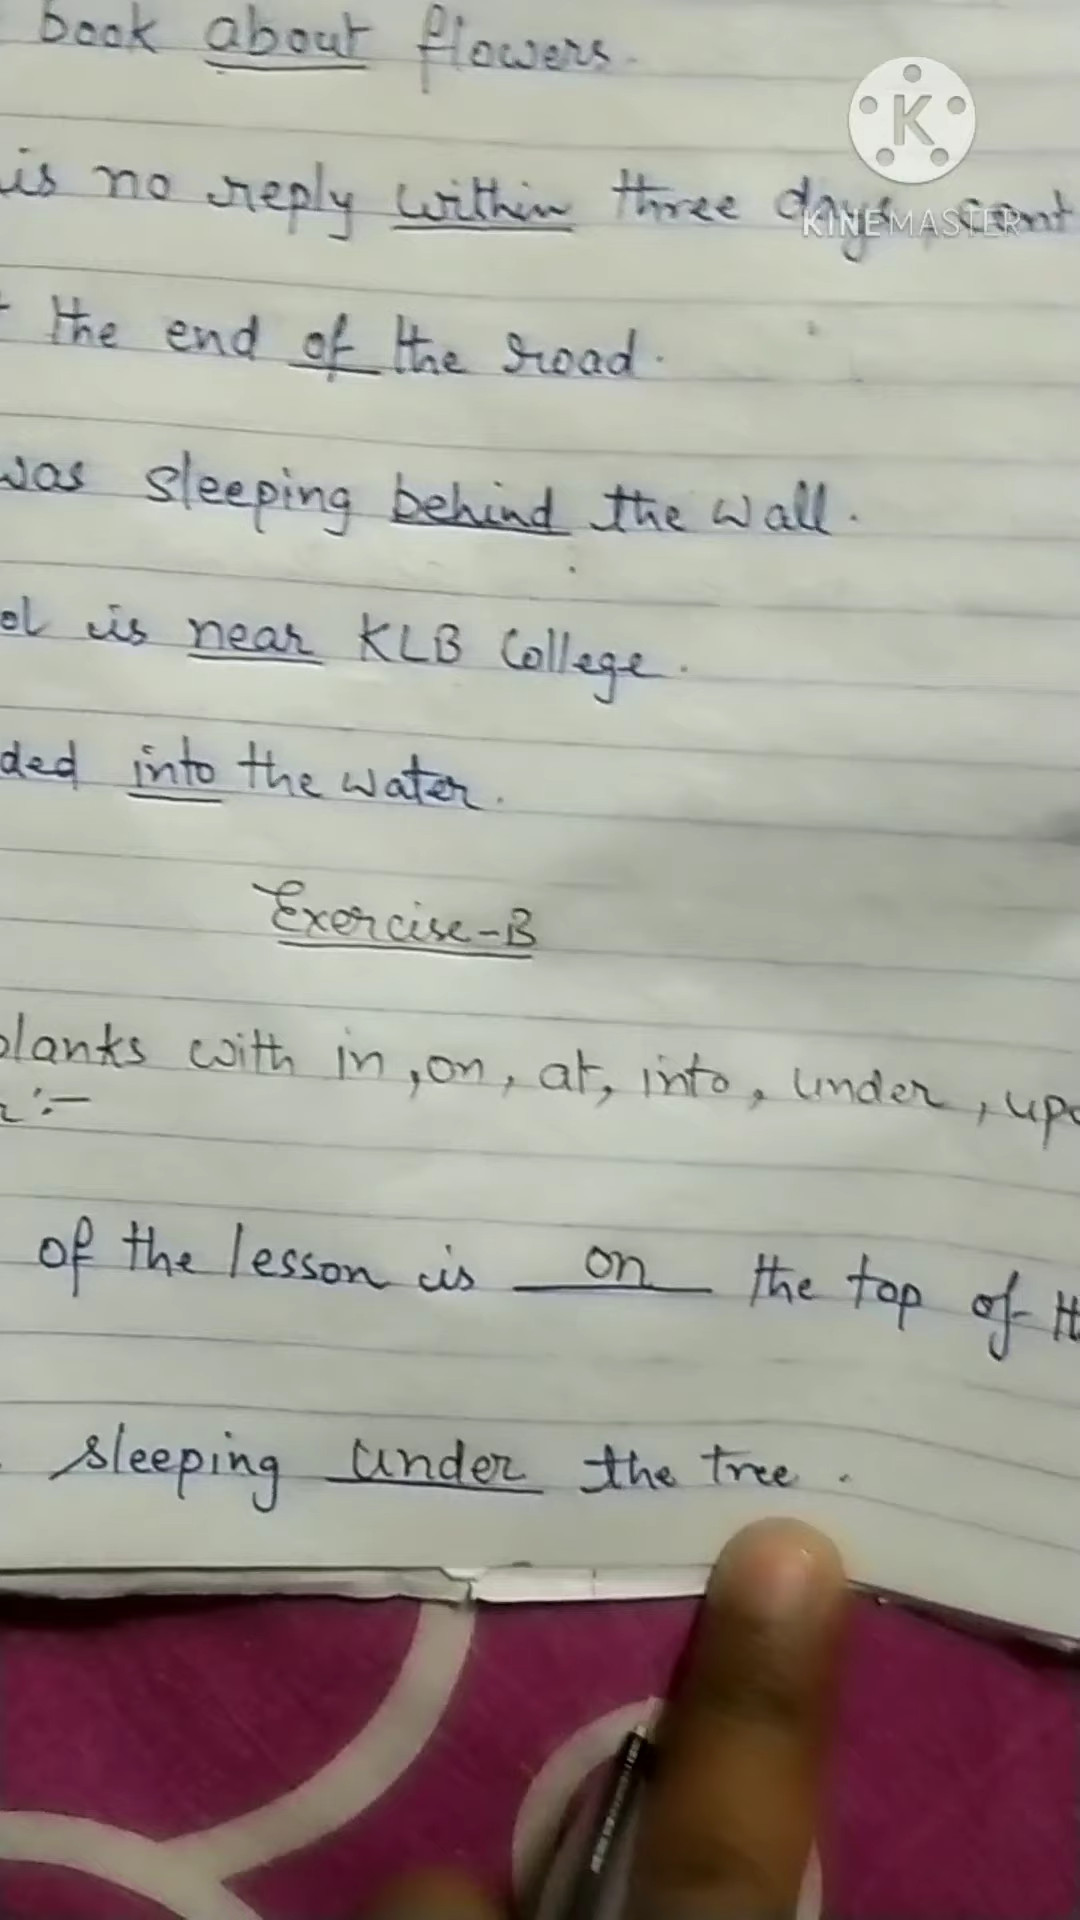 book about flowers.
K
is no reply within three days, cont
KINEMASTER
the end of the road.
was sleeping behind the wall.
is near KLB College.
into the water.
Exercise-B
blanks with in, on, at, into, under,
of the lesson is on the top of
sleeping under the tree.